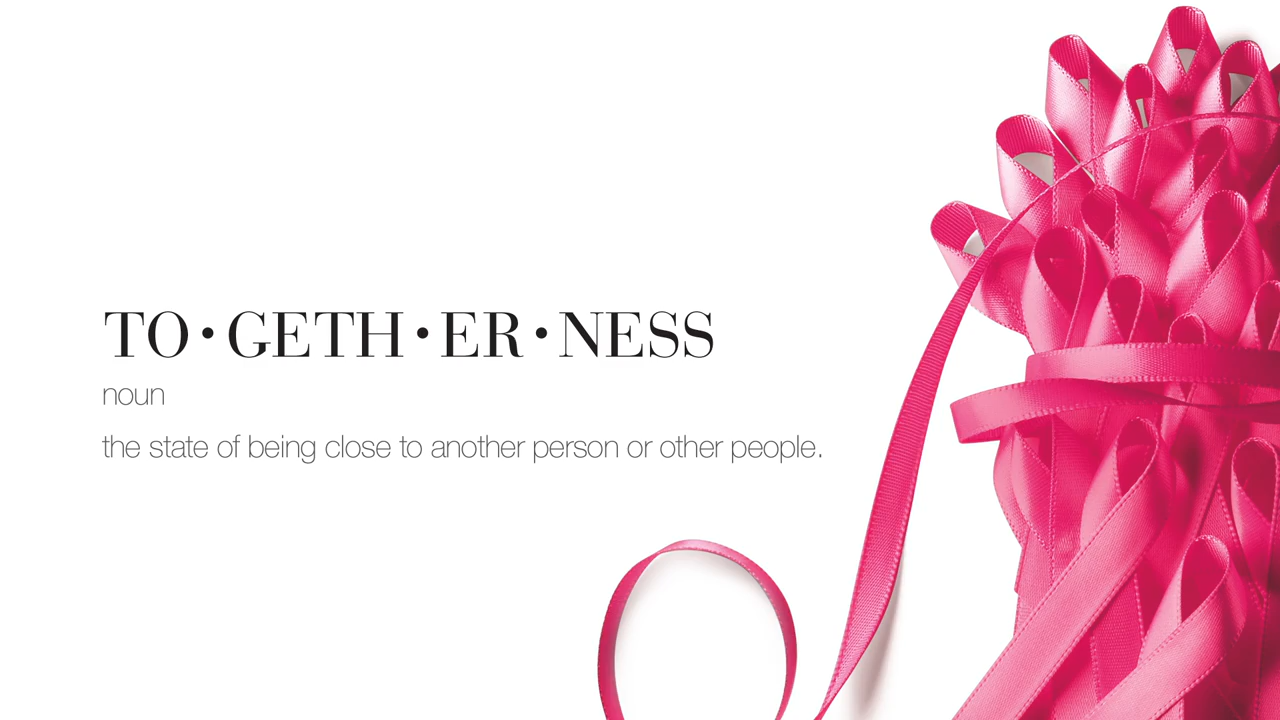 TO•GETH•ER•NESS
noun
the state of being close to another person or other people.